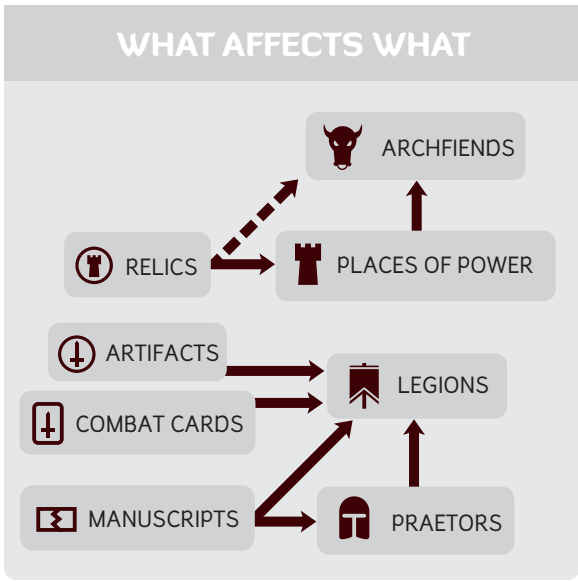 WHAT AFFECTS WHAT
ARCHFIENDS
RELICS
PLACES OF POWER
ARTIFACTS
LEGIONS
COMBAT CARDS
MANUSCRIPTS
PRAETORS